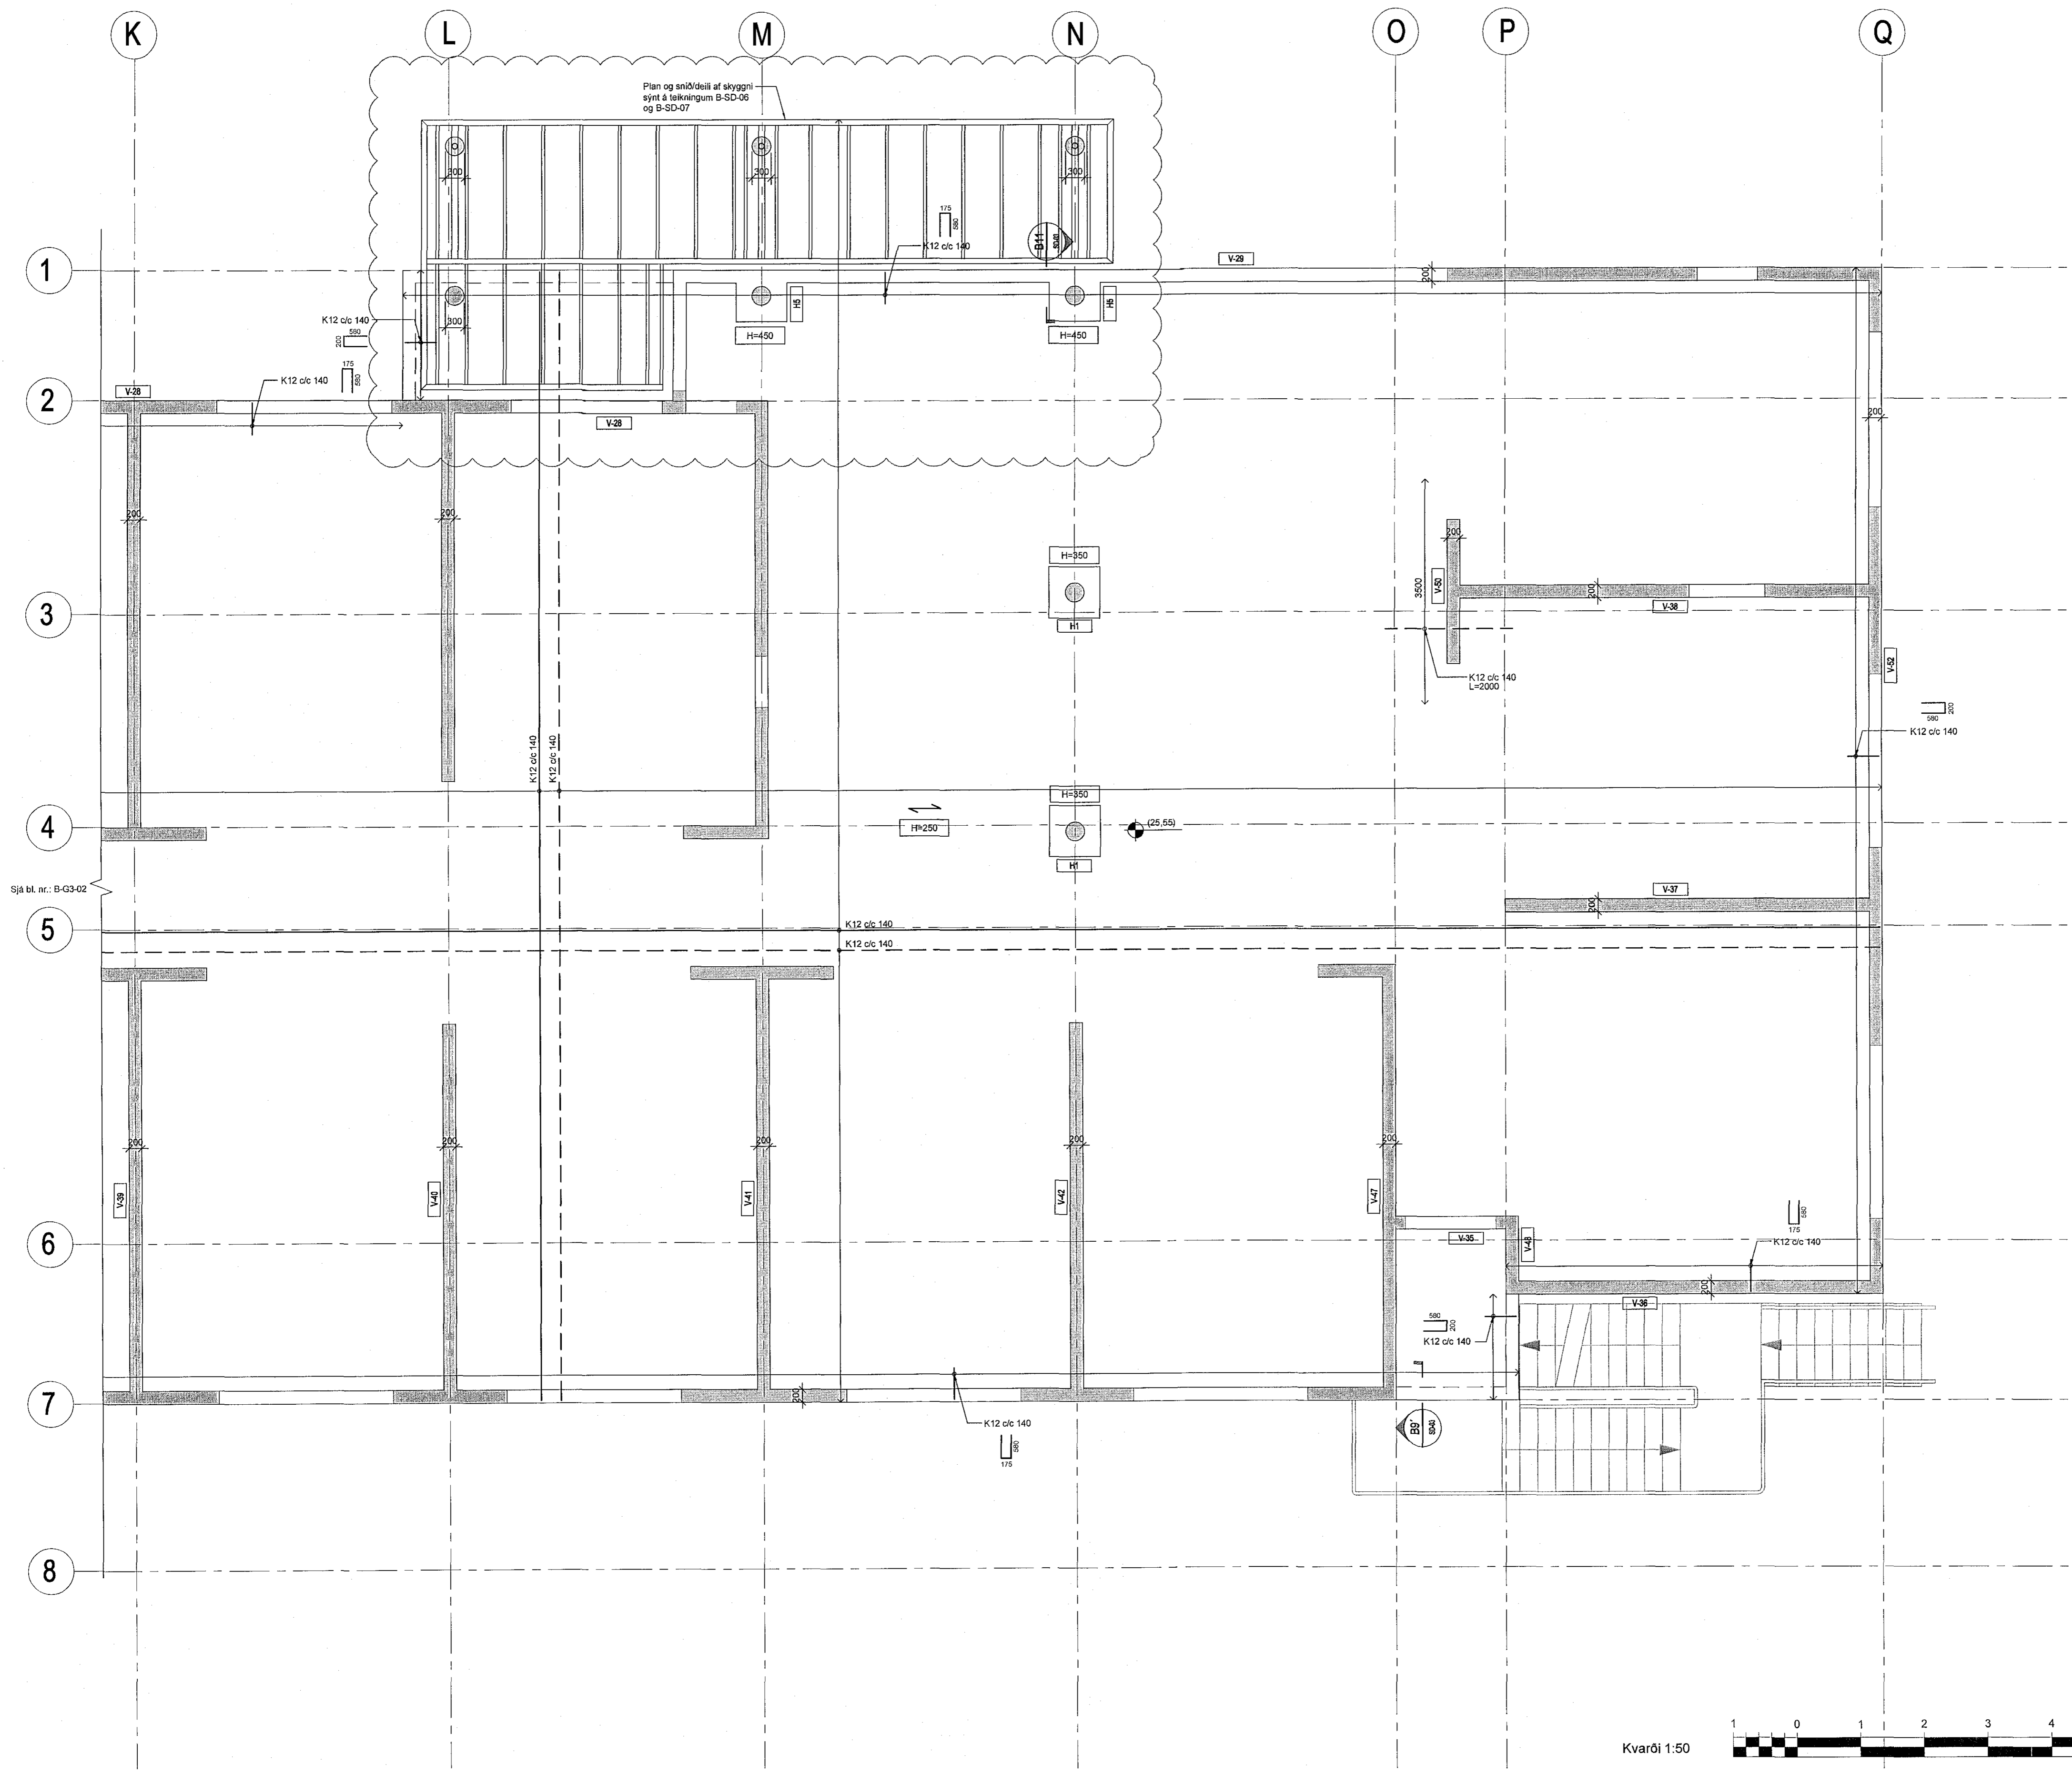 K L M N O P Q
Plan og snið/deili af skyggni
sýnt á teikningum B-SD-06
og B-SD-07
300 300 300
175
580
K12 c/c 140
B11
V-29
1
200
300
H5 H5
H=450 H=450
K12 c/c 140
580
200
175
580
K12 c/c 140
V-28
2
V-28
200
200 200
H=350
200
3500
V-50
200
3
H1
V-38
V-52
K12 c/c 140
L=2000
580
200
K12 c/c 140
K12 c/c 140
K12 c/c 140
H=350
4
H=250
(25,55)
H1
Sjá bl. nr.: B-G3-02
V-37
200
5
K12 c/c 140
K12 c/c 140
200 200 200 200 200
V-39 V-40 V-41 V-42 V-47
580
175
6
V-35
V-48
K12 c/c 140
200
V-36
580
200
K12 c/c 140
7
200
K12 c/c 140
B9'
580
175
8
1 0 1 2 3 4
Kvarði 1:50